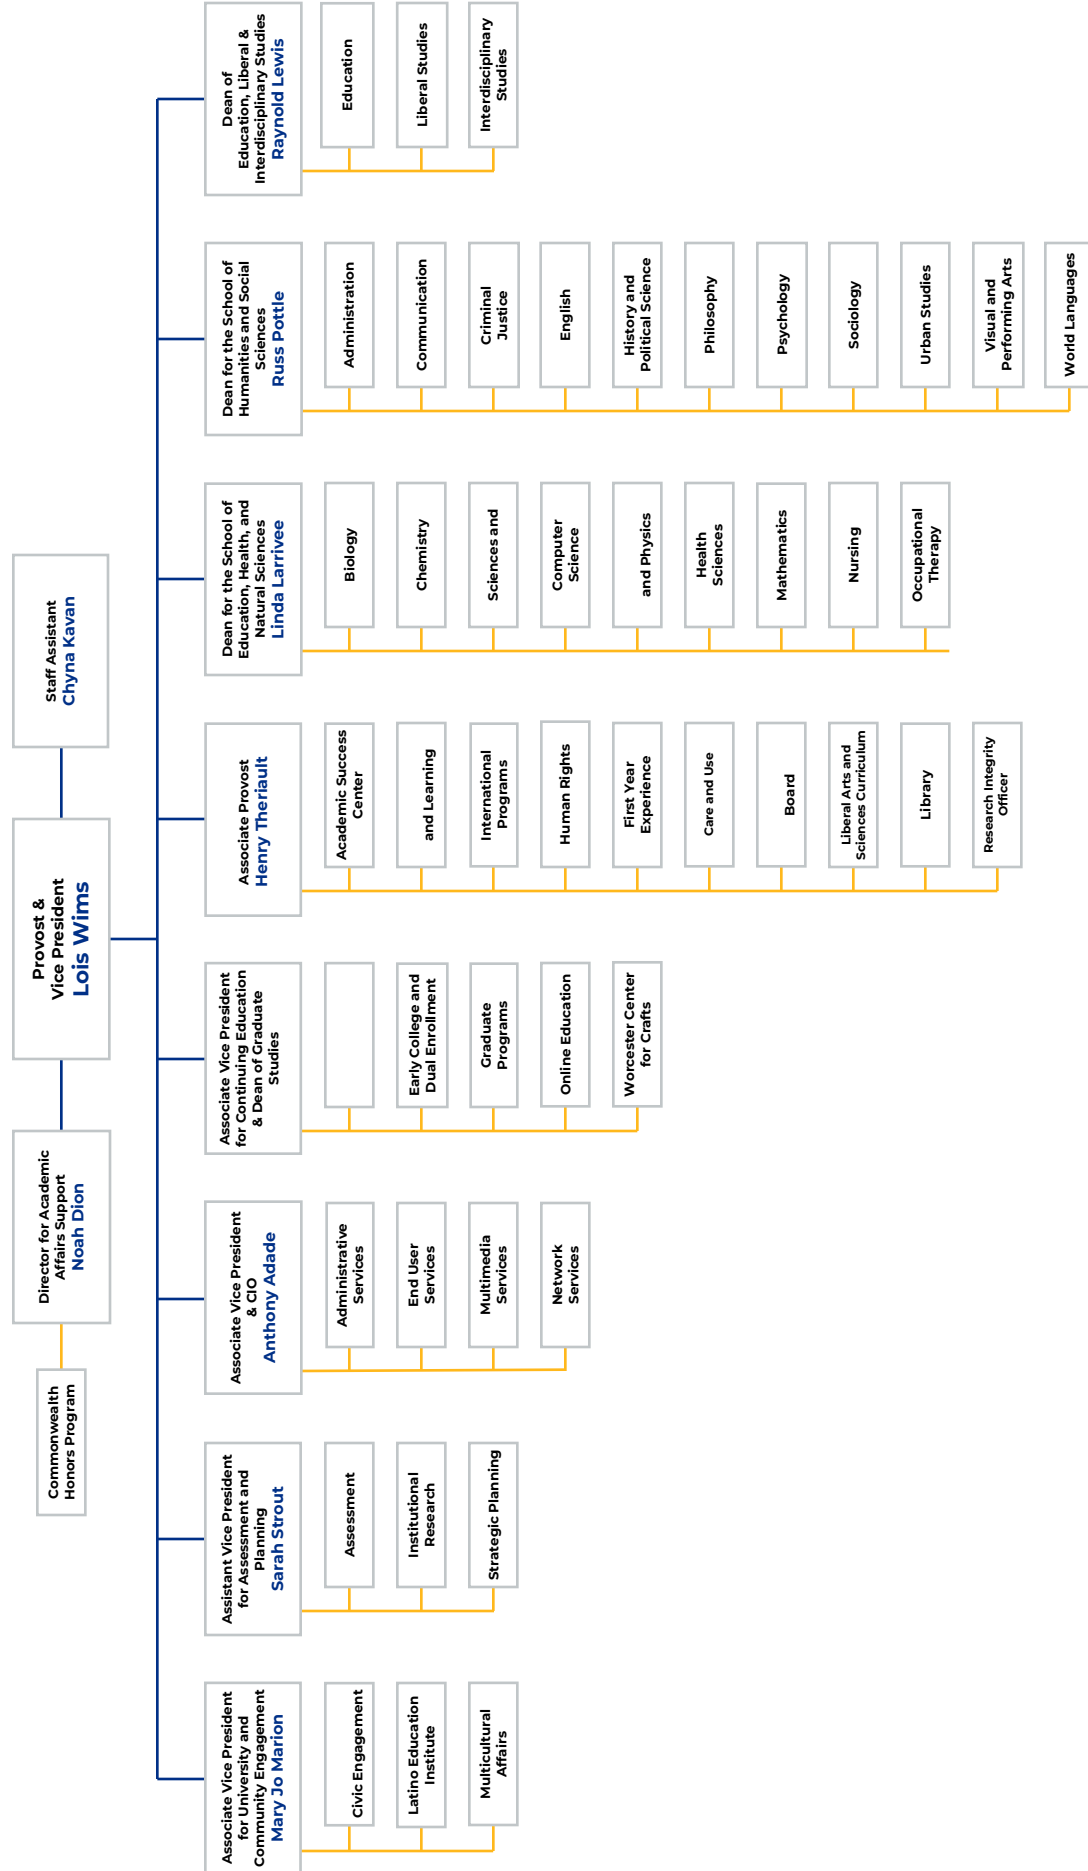 Commonwealth
Honors Program
Director for Academic
Affairs Support
Noah Dion
Provost &
Vice President
Lois Wims
Staff Assistant
Chyna Kavan
Associate Vice President
for University and
Community Engagement
Mary Jo Marion
Civic Engagement
Latino Education
Institute
Multicultural
Affairs
Assistant Vice President
for Assessment and
Planning
Sarah Strout
Assessment
Institutional
Research
Strategic Planning
Associate Vice President
& CIO
Anthony Adade
Administrative
Services
End User
Services
Multimedia
Services
Network
Services
Associate Vice President
for Continuing Education
& Dean of Graduate
Studies
Early College and
Dual Enrollment
Graduate
Programs
Online Education
Worcester Center
for Crafts
Associate Provost
Henry Theriault
Academic Success
Center
and Learning
International
Programs
Human Rights
First Year
Experience
Care and Use
Board
Liberal Arts and
Sciences Curriculum
Library
Research Integrity
Officer
Dean for the School of
Education, Health, and
Natural Sciences
Linda Larrivee
Biology
Chemistry
Sciences and
Computer
Science
and Physics
Health
Sciences
Mathematics
Nursing
Occupational
Therapy
Dean for the School of
Humanities and Social
Sciences
Russ Pottle
Administration
Communication
Criminal
Justice
English
History and
Political Science
Philosophy
Psychology
Sociology
Urban Studies
Visual and
Performing Arts
World Languages
Dean of
Education, Liberal &
Interdisciplinary Studies
Raynold Lewis
Education
Liberal Studies
Interdisciplinary
Studies